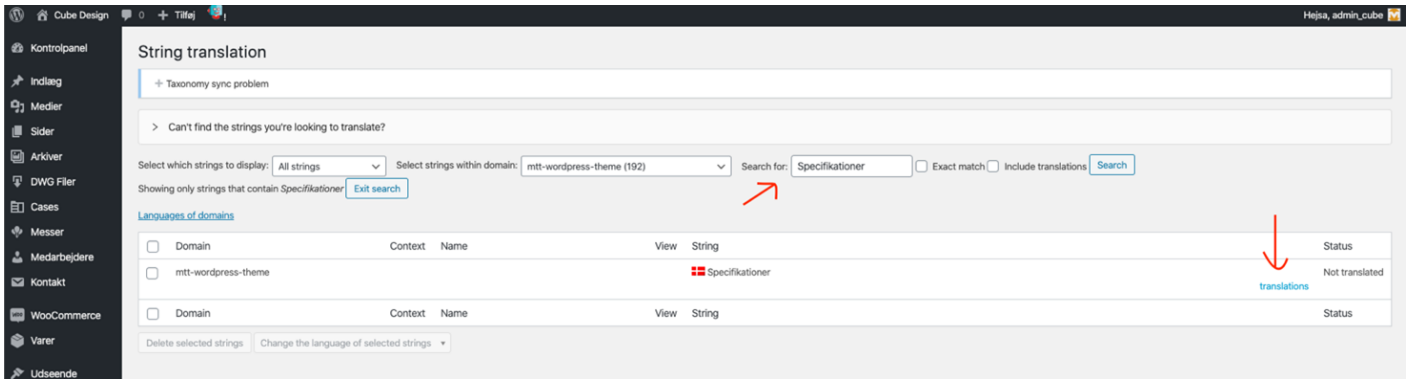 Cube Design 0 + Tilføj ! Hejsa, admin_cube
Kontrolpanel
Indlæg
Medier
Sider
Arkiver
DWG Filer
Cases
Messer
Medarbejdere
Kontakt
WooCommerce
Varer
Udseende
String translation
+ Taxonomy sync problem
> Can't find the strings you're looking to translate?
Select which strings to display: All strings Select strings within domain: mtt-wordpress-theme (192) Search for: Specifikationer Exact match Include translations Search
Showing only strings that contain Specifikationer Exit search
Languages of domains
Domain Context Name View String Status
mtt-wordpress-theme Specifikationer Not translated
translations
Domain Context Name View String Status
Delete selected strings Change the language of selected strings